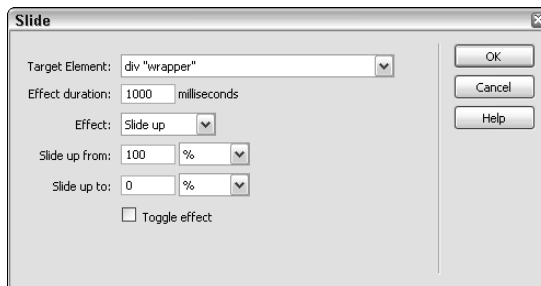 Slide
Target Element: div "wrapper"
OK
Effect duration: 1000 milliseconds
Cancel
Effect: Slide up
Help
Slide up from: 100 %
Slide up to: 0 %
Toggle effect